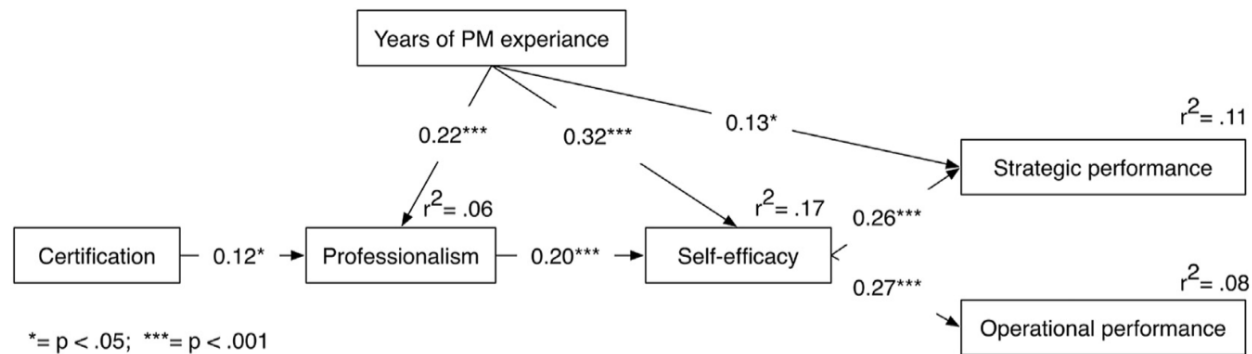 Years of PM experiance
0.22***
0.32***
0.13*
r2= .11
Strategic performance
r2= .06
r2= .17
0.26***
Certification
0.12*
Professionalism
0.20***
Self-efficacy
0.27***
r2= .08
Operational performance
*= p < .05; ***= p < .001